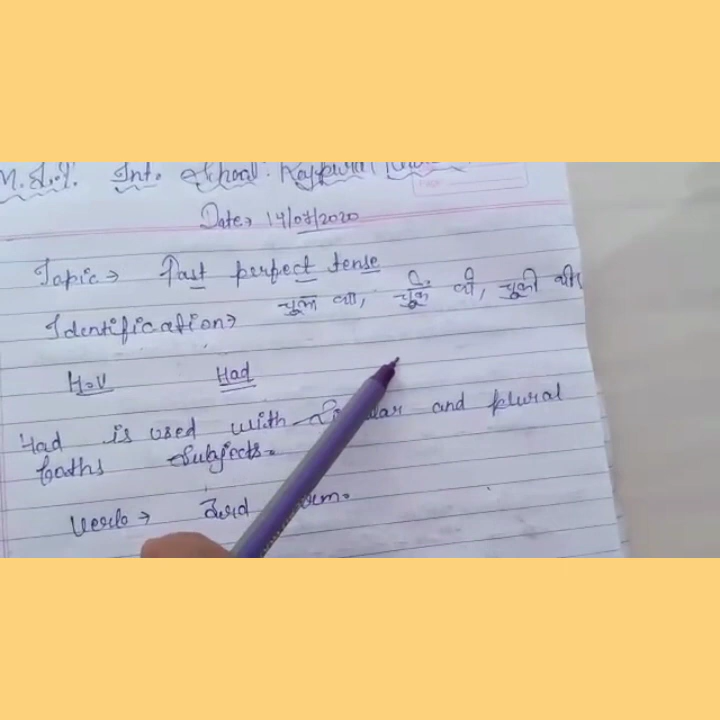 Int. School
Date→ 14/07/2020
Topic→ Past perfect tense
Identification→ चुका था, चुके थे, चुकी थी
H.V Had
Had is used with and plural
boths Subjects.
Verb→